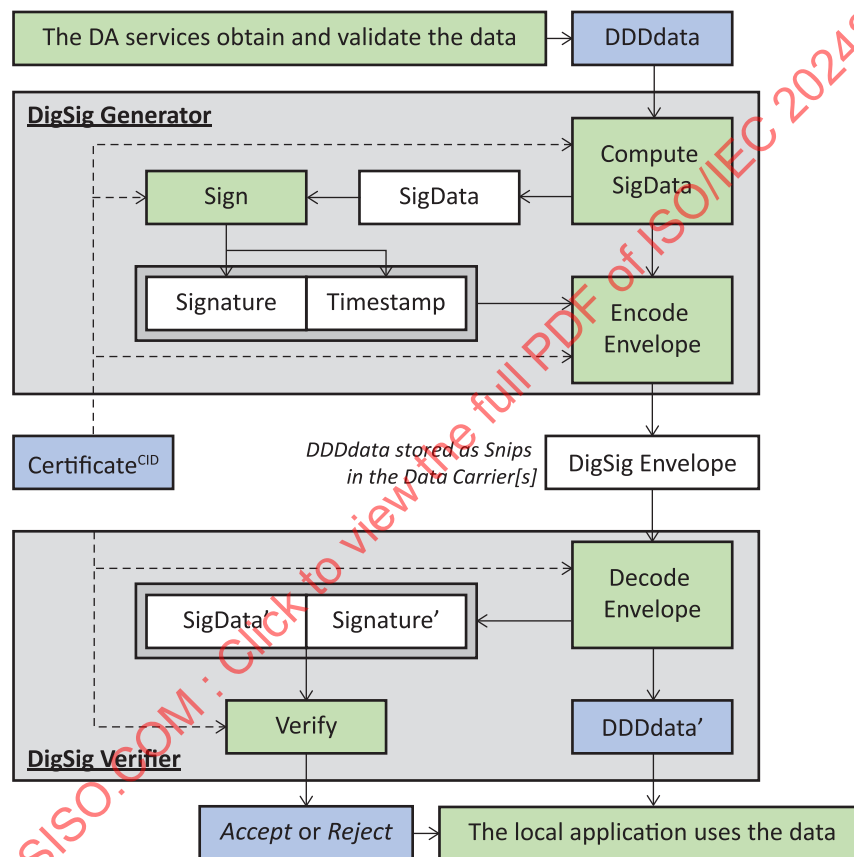 The DA services obtain and validate the data
DDDdata
DigSig Generator
Compute
SigData
Sign
SigData
Signature
Timestamp
Encode
Envelope
CertificateCID
DDDdata stored as Snips
in the Data Carrier[s]
DigSig Envelope
Decode
Envelope
SigData’
Signature’
Verify
DDDdata’
DigSig Verifier
Accept or Reject
The local application uses the data
SISO.COM : Click to view the full PDF of ISO/IEC 2024